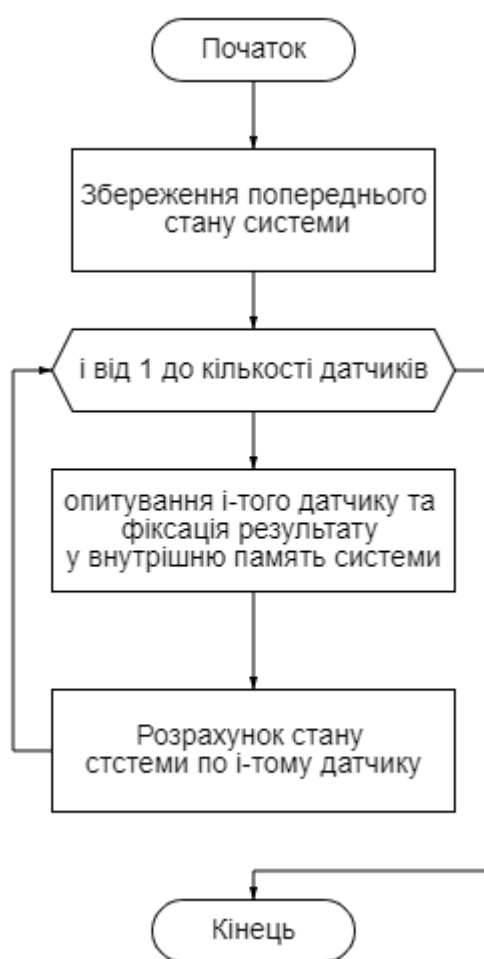 Початок
Збереження попереднього
стану системи
і від 1 до кількості датчиків
опитування і-того датчику та
фіксація результату
у внутрішню память системи
Розрахунок стану
стстеми по і-тому датчику
Кінець